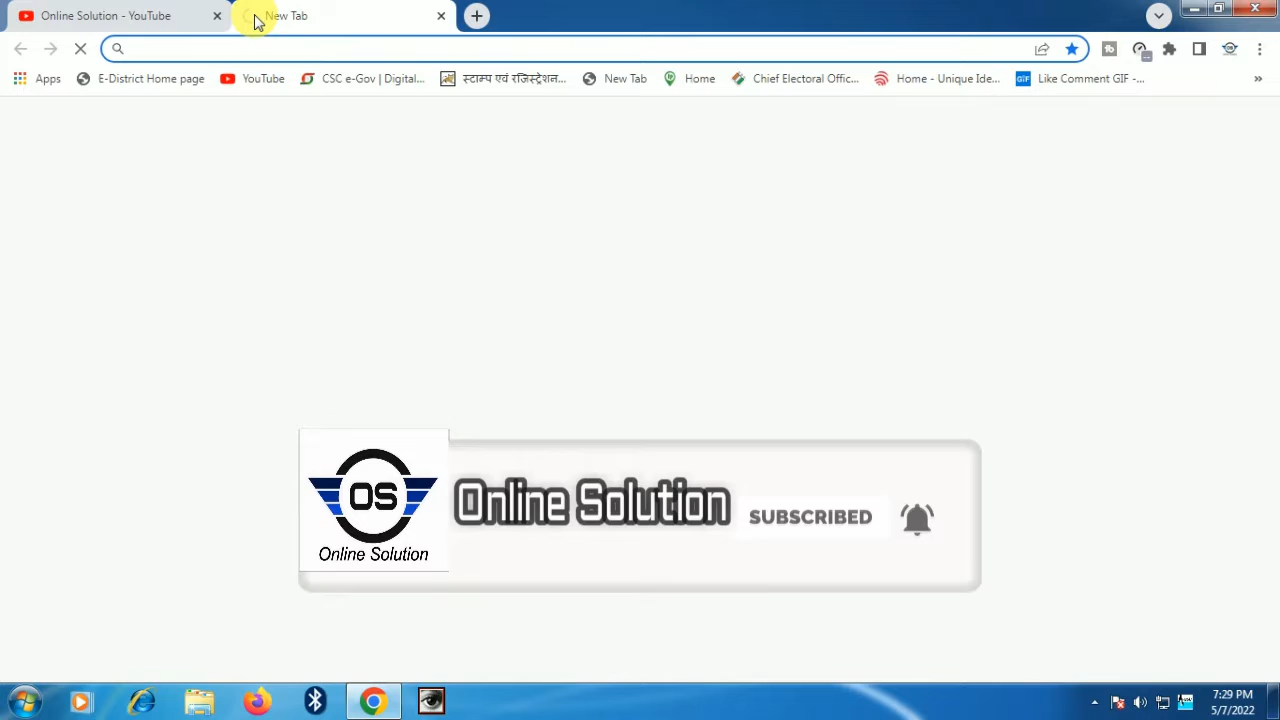 Online Solution - YouTube
New Tab
Apps
E-District Home page
YouTube
CSC e-Gov | Digital...
स्टाम्प एवं रजिस्ट्रेशन...
New Tab
Home
Chief Electoral Offic...
Home - Unique Ide...
GIF
Like Comment GIF -...
»
OS
Online Solution
Online Solution
SUBSCRIBED
7:29 PM
5/7/2022